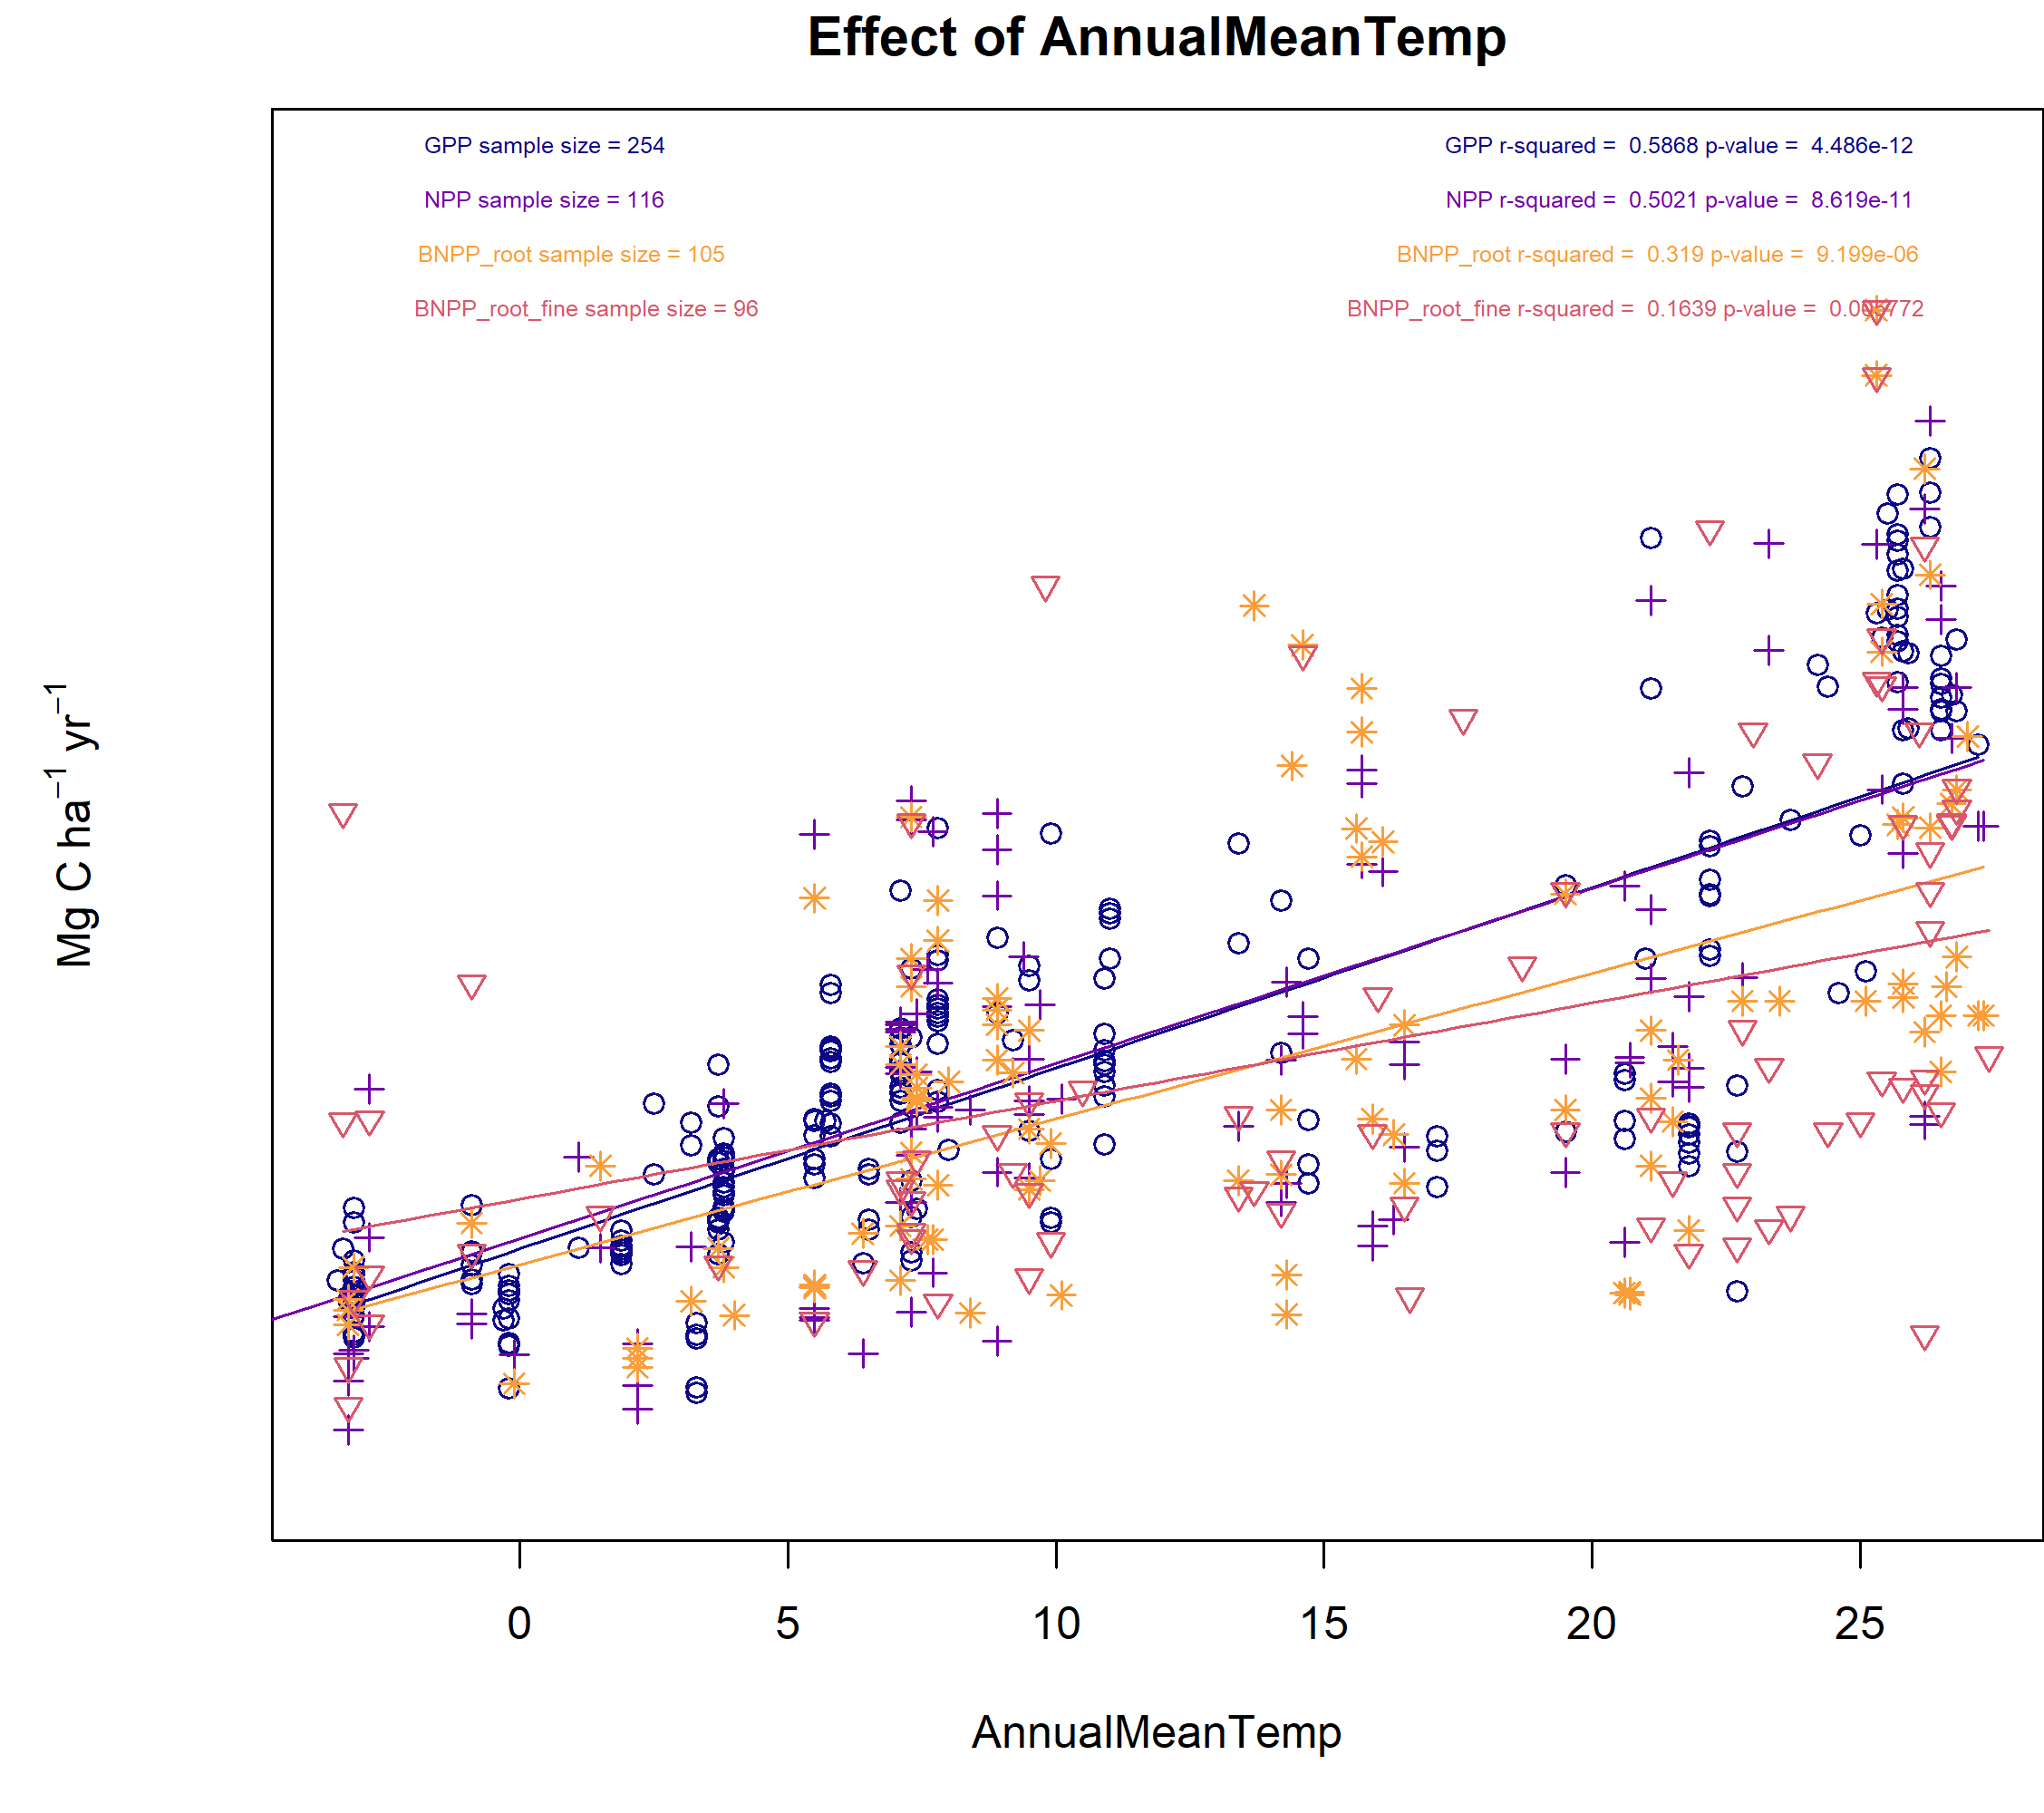 Effect of AnnualMeanTemp
GPP sample size = 254
GPP r-squared = 0.5868 p-value = 4.486e-12
NPP sample size = 116
NPP r-squared = 0.5021 p-value = 8.619e-11
BNPP_root sample size = 105
BNPP_root r-squared = 0.319 p-value = 9.199e-06
BNPP_root_fine sample size = 96
BNPP_root_fine r-squared = 0.1639 p-value =
Mg C ha⁻¹ yr⁻¹
0 5 10 15 20 25
AnnualMeanTemp